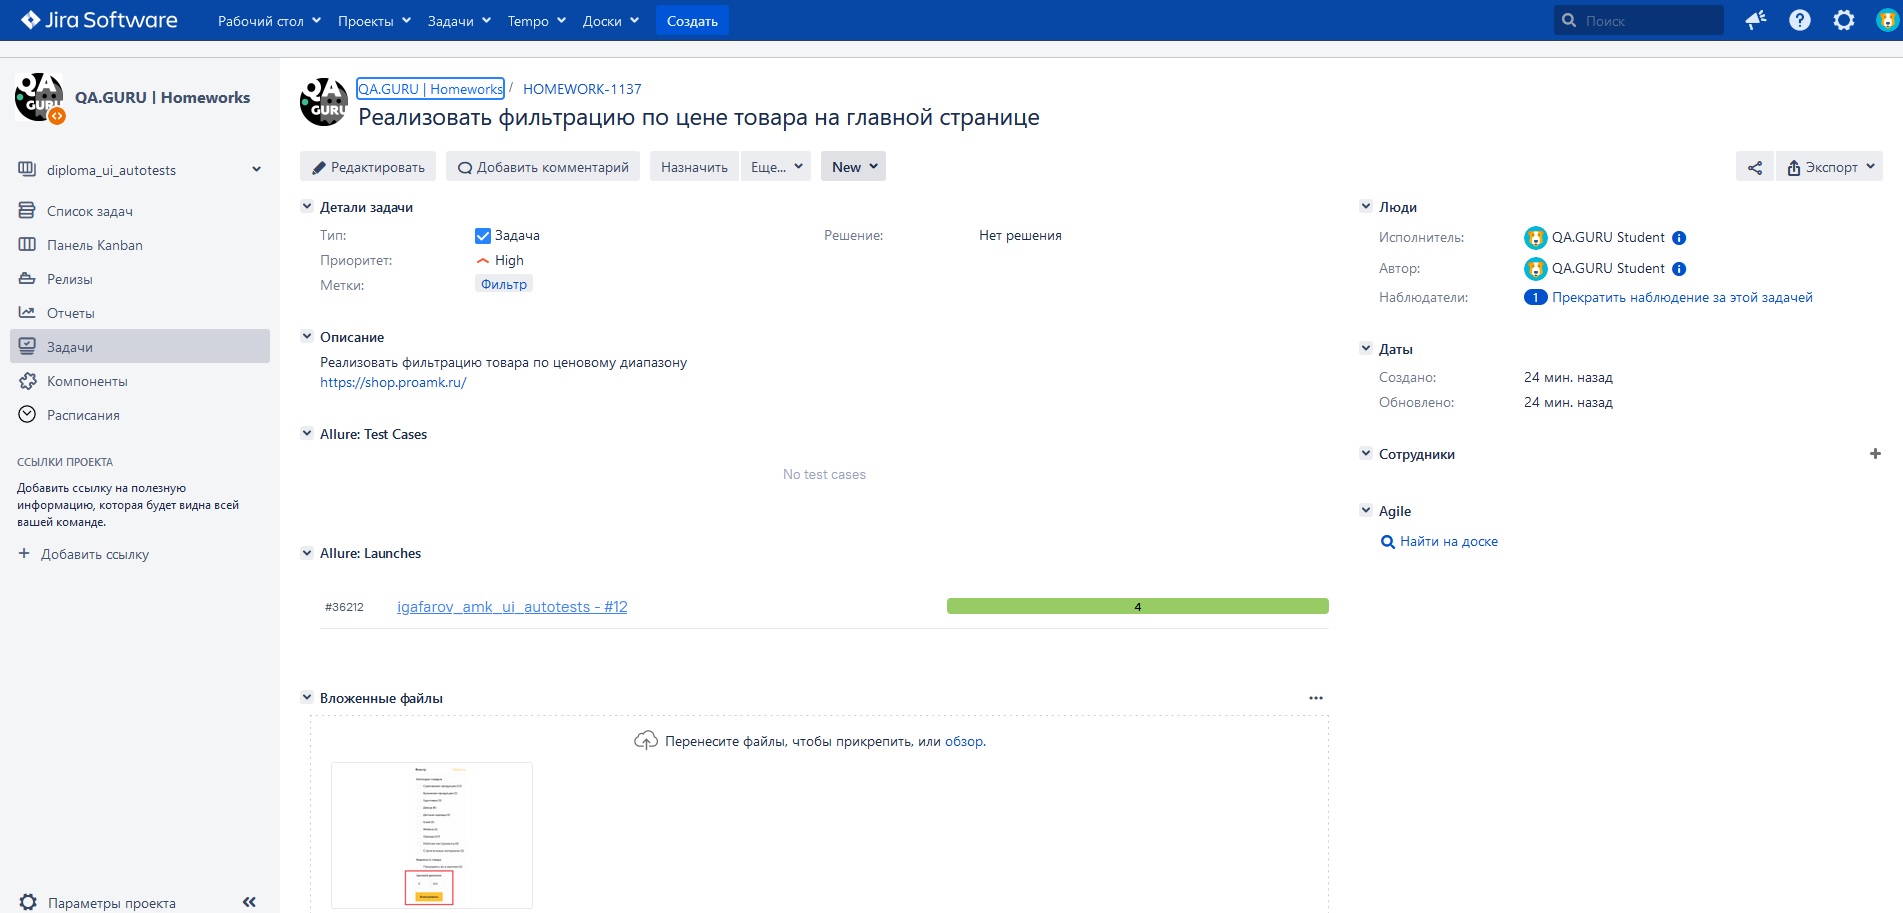 Jira Software Рабочий стол Проекты Задачи Tempo Доски Создать Поиск
QA.GURU | Homeworks
diploma_ui_autotests
Список задач
Панель Kanban
Релизы
Отчеты
Задачи
Компоненты
Расписания
ССЫЛКИ ПРОЕКТА
Добавить ссылку на полезную
информацию, которая будет видна всей
вашей команде.
Добавить ссылку
Параметры проекта
QA.GURU | Homeworks / HOMEWORK-1137
Реализовать фильтрацию по цене товара на главной странице
Редактировать Добавить комментарий Назначить Еще... New Экспорт
Детали задачи
Тип: Задача Решение: Нет решения
Приоритет: High
Метки: Фильтр
Описание
Реализовать фильтрацию товара по ценовому диапазону
https://shop.proamk.ru/
Allure: Test Cases
No test cases
Allure: Launches
#36212 igafarov_amk_ui_autotests - #12 4
Вложенные файлы
Перенесите файлы, чтобы прикрепить, или обзор.
Люди
Исполнитель: QA.GURU Student
Автор: QA.GURU Student
Наблюдатели: 1 Прекратить наблюдение за этой задачей
Даты
Создано: 24 мин. назад
Обновлено: 24 мин. назад
Сотрудники
Agile
Найти на доске